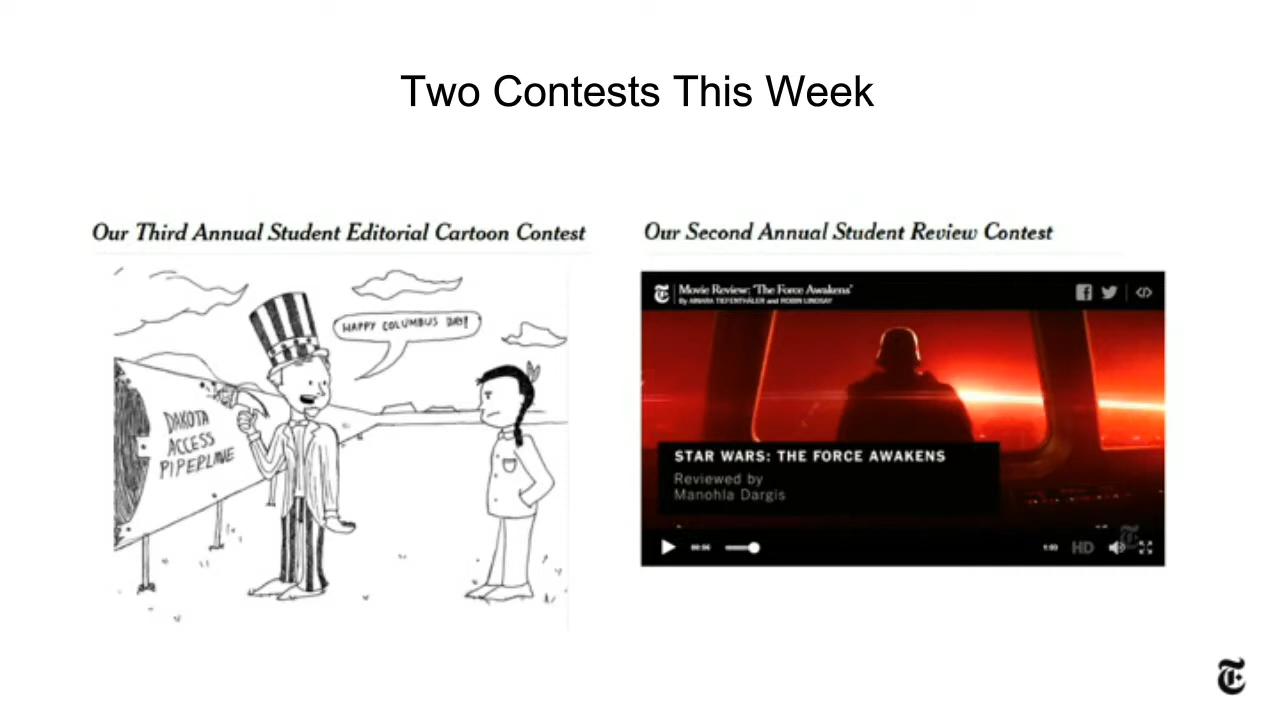 Two Contests This Week
Our Third Annual Student Editorial Cartoon Contest
HAPPY COLUMBUS DAY!
DAKOTA
ACCESS
PIPEPLINE
Our Second Annual Student Review Contest
Movie Review: 'The Force Awakens'
By AINARA TIEFENTHÄLER and ROBIN LINDSAY
STAR WARS: THE FORCE AWAKENS
Reviewed by
Manohla Dargis
HD